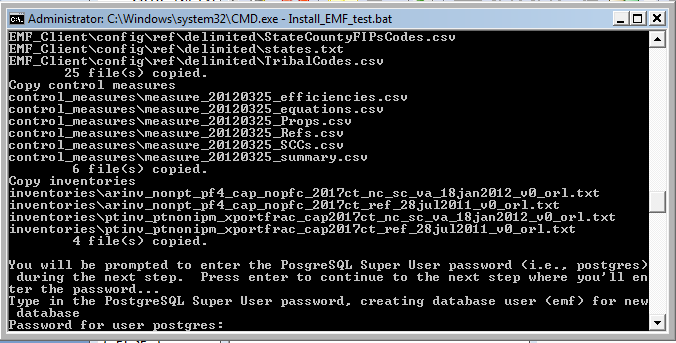 Administrator: C:\Windows\system32\CMD.exe - Install_EMF_test.bat
EMF_Client\config\ref\delimited\StateCountyFIPsCodes.csv
EMF_Client\config\ref\delimited\states.txt
EMF_Client\config\ref\delimited\TribalCodes.csv
25 file(s) copied.
Copy control measures
control_measures\measure_20120325_efficiencies.csv
control_measures\measure_20120325_equations.csv
control_measures\measure_20120325_Props.csv
control_measures\measure_20120325_Refs.csv
control_measures\measure_20120325_SCCs.csv
control_measures\measure_20120325_summary.csv
6 file(s) copied.
Copy inventories
inventories\arinv_nonpt_pf4_cap_nopfc_2017ct_nc_sc_va_18jan2012_v0_orl.txt
inventories\arinv_nonpt_pf4_cap_nopfc_2017ct_ref_28jul2011_v0_orl.txt
inventories\ptinv_ptnonipm_xportfrac_cap2017ct_nc_sc_va_18jan2012_v0_orl.txt
inventories\ptinv_ptnonipm_xportfrac_cap2017ct_ref_28jul2011_v0_orl.txt
4 file(s) copied.
You will be prompted to enter the PosgreSQL Super User password (i.e., postgres)
during the next step.  Press enter to continue to the next step where you'll en
ter the password...
Type in the PostgreSQL Super User password, creating database user (emf) for new
database
Password for user postgres: